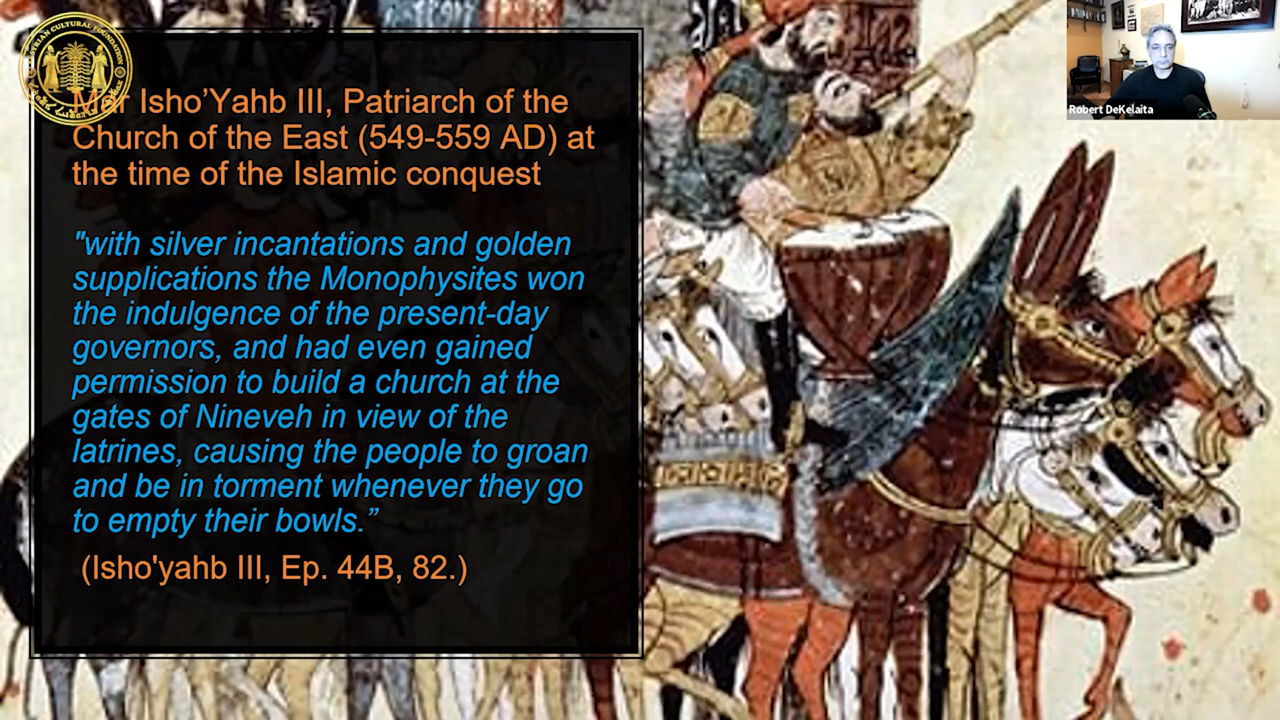 Mar Isho’Yahb III, Patriarch of the
Church of the East (549-559 AD) at
the time of the Islamic conquest
"with silver incantations and golden
supplications the Monophysites won
the indulgence of the present-day
governors, and had even gained
permission to build a church at the
gates of Nineveh in view of the
latrines, causing the people to groan
and be in torment whenever they go
to empty their bowls.”
(Isho'yahb III, Ep. 44B, 82.)
Robert DeKelaita